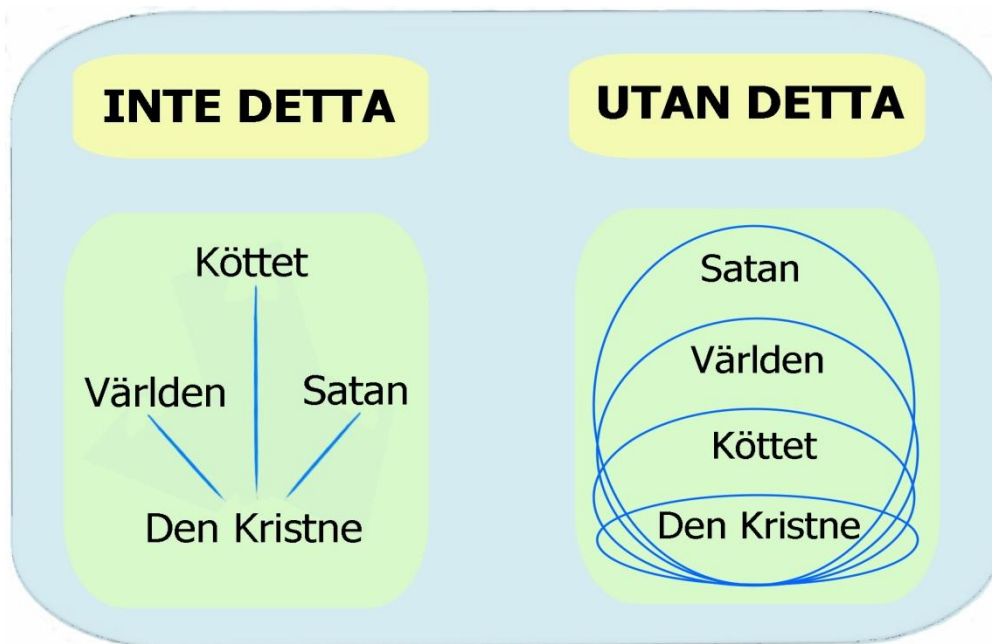 INTE DETTA
Köttet
Världen
Satan
Den Kristne
UTAN DETTA
Satan
Världen
Köttet
Den Kristne